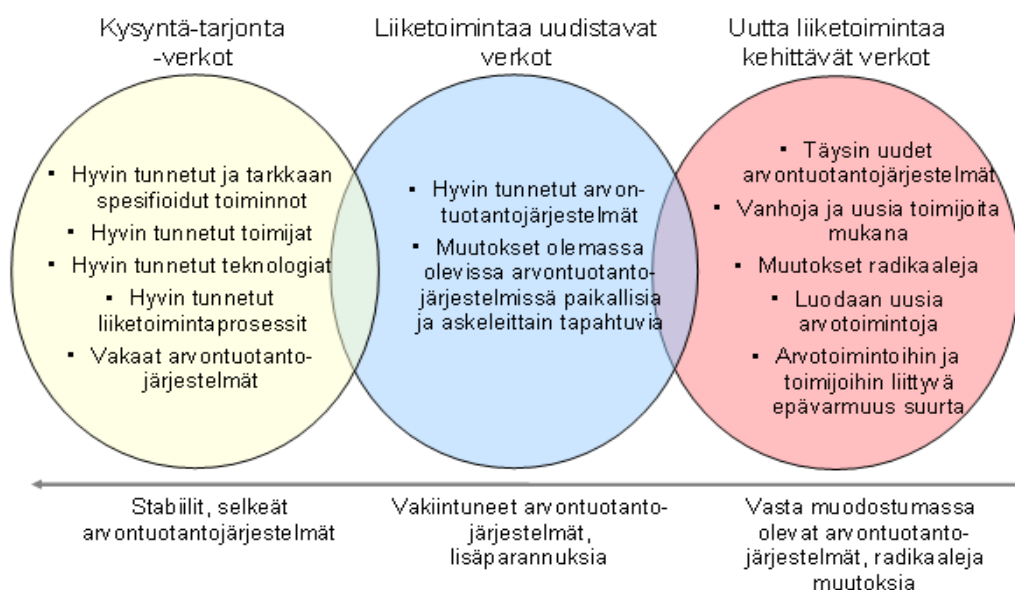 Kysyntä-tarjonta
-verkot
Liiketoimintaa uudistavat
verkot
Uutta liiketoimintaa
kehittävät verkot
▪ Hyvin tunnetut ja tarkkaan
spesifioidut toiminnot
▪ Hyvin tunnetut toimijat
▪ Hyvin tunnetut teknologiat
▪ Hyvin tunnetut
liiketoimintaprosessit
▪ Vakaat arvontuotanto-
järjestelmät
▪ Hyvin tunnetut arvon-
tuotantojärjestelmät
▪ Muutokset olemassa
olevissa arvontuotanto-
järjestelmissä paikallisia
ja askeleittain tapahtuvia
▪ Täysin uudet
arvontuotantojärjestelmät
▪ Vanhoja ja uusia toimijoita
mukana
▪ Muutokset radikaaleja
▪ Luodaan uusia
arvotoimintoja
▪ Arvotoimintoihin ja
toimijoihin liittyvä
epävarmuus suurta
Stabiilit, selkeät
arvontuotantojärjestelmät
Vakiintuneet arvontuotanto-
järjestelmät,
lisäparannuksia
Vasta muodostumassa
olevat arvontuotanto-
järjestelmät, radikaaleja
muutoksia